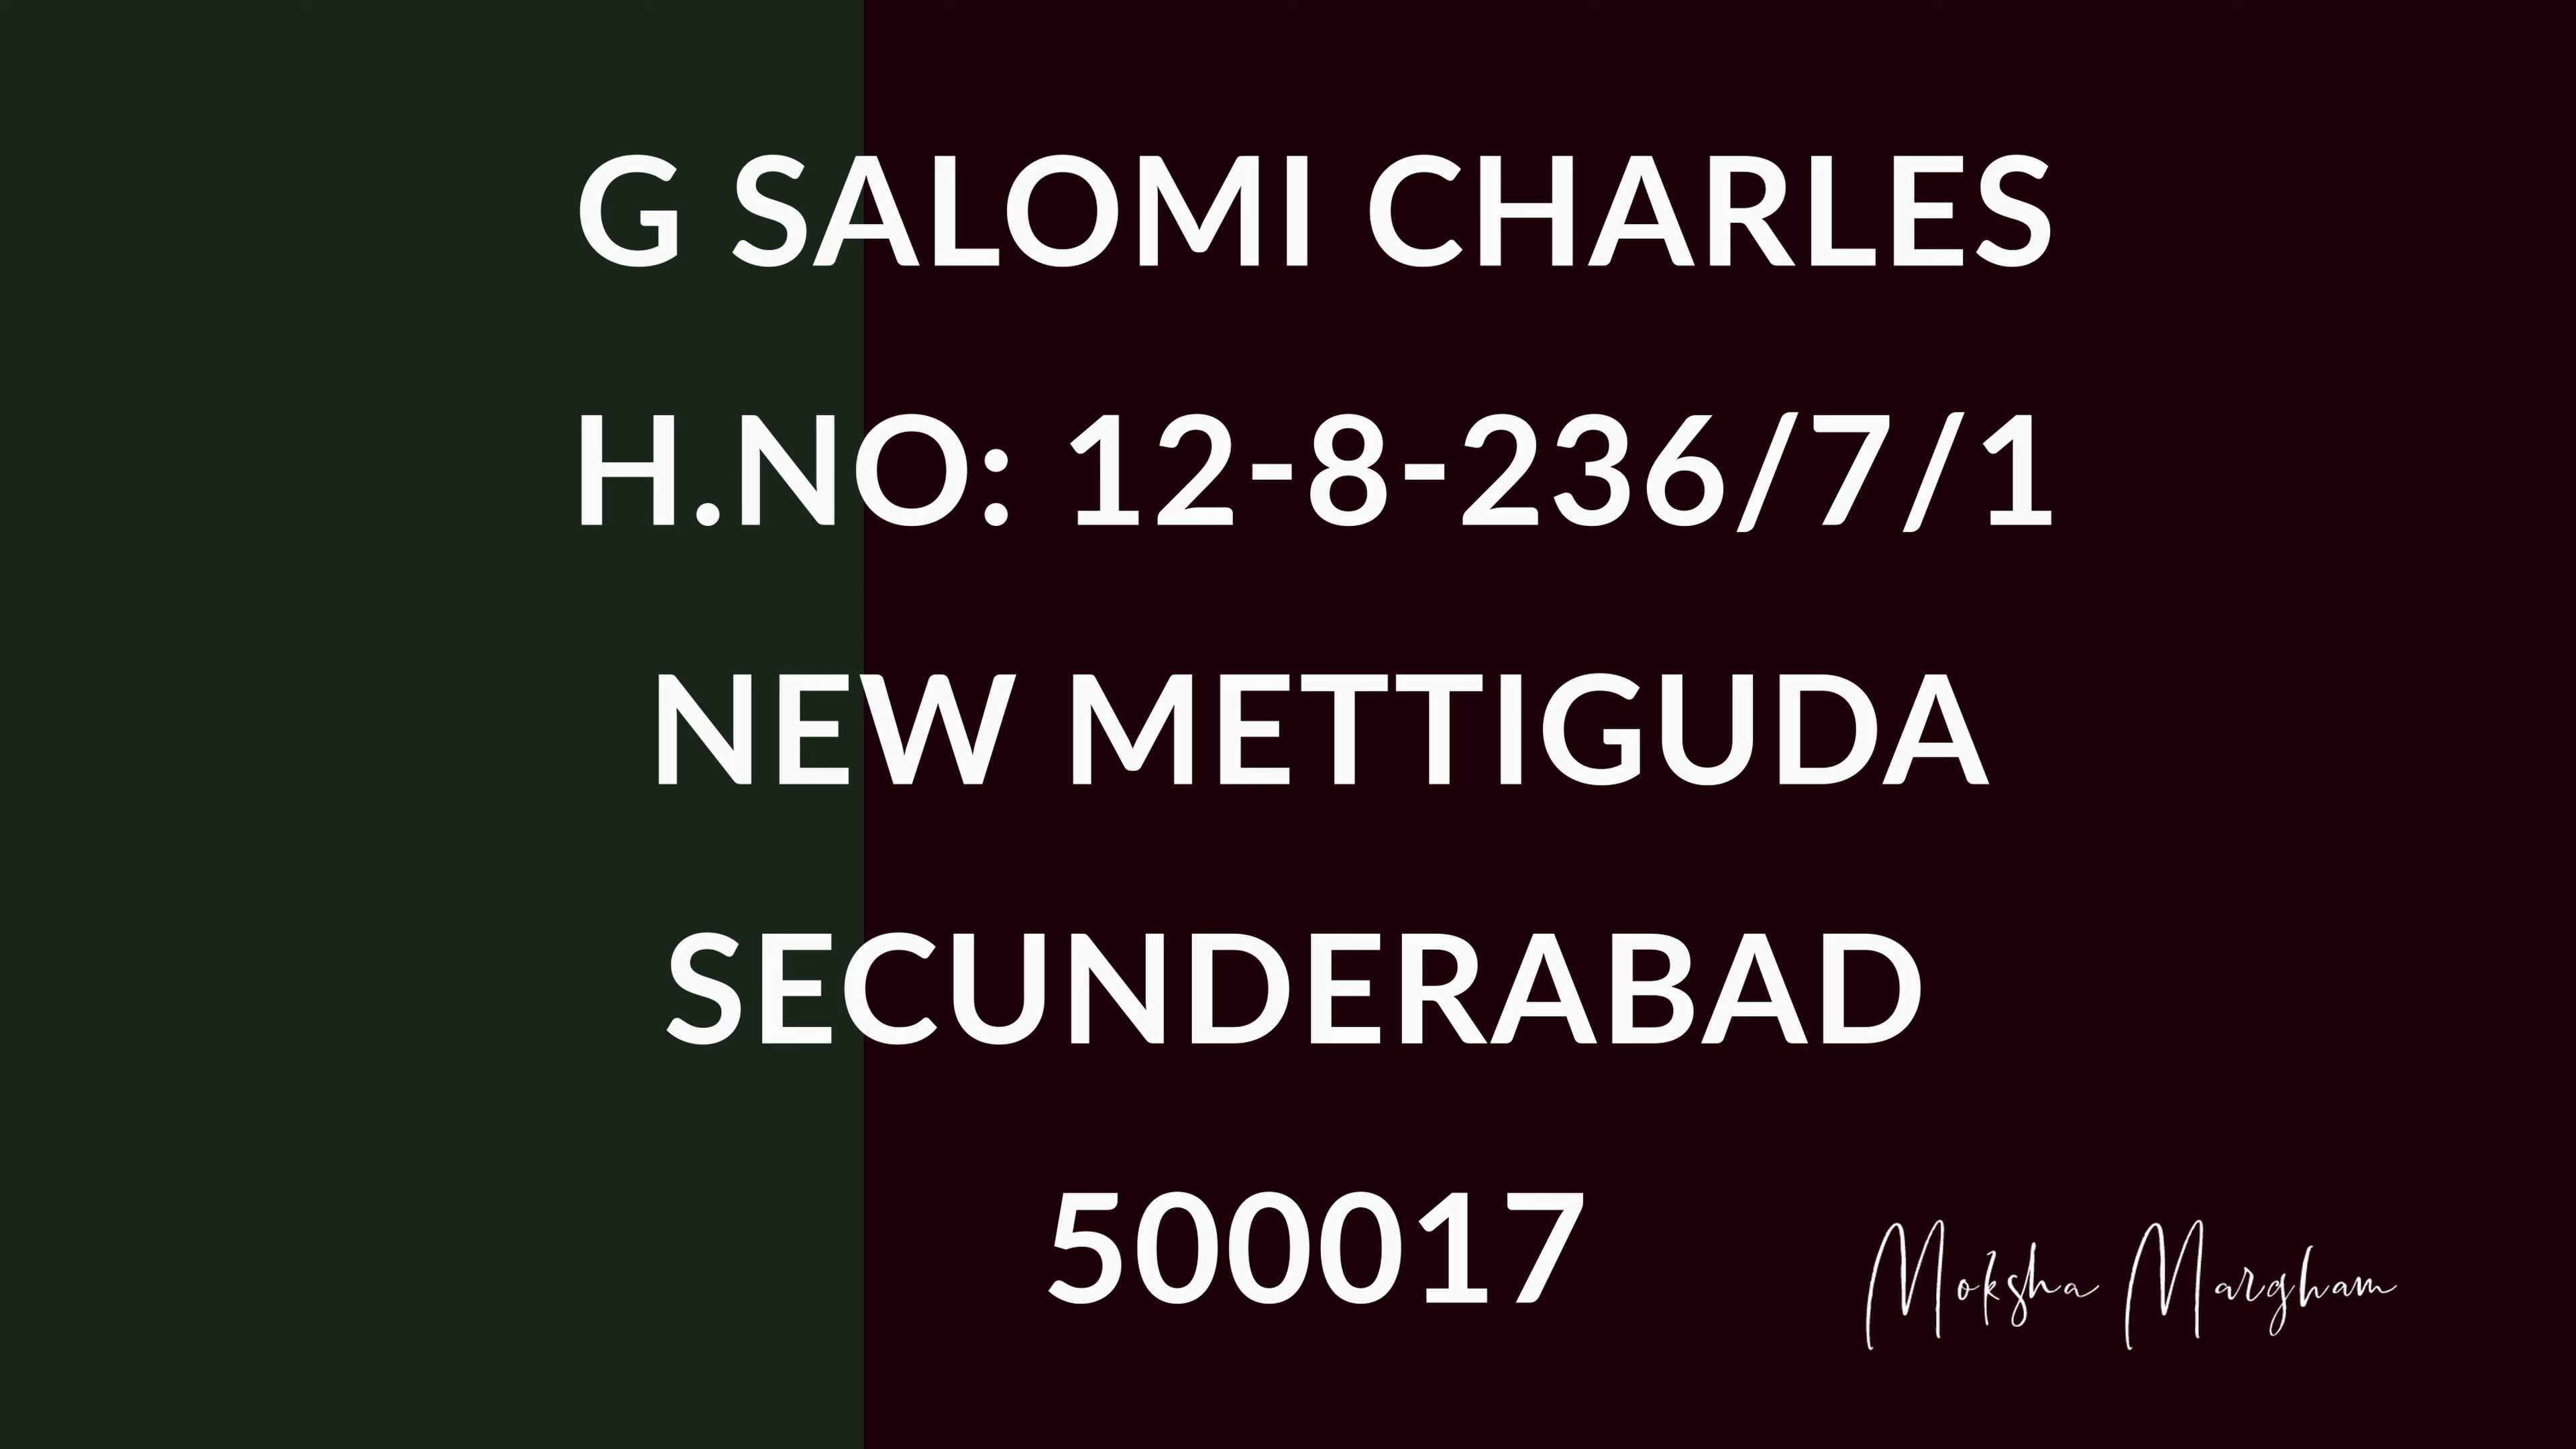 G SALOMI CHARLES
H.NO: 12-8-236/7/1
NEW METTIGUDA
SECUNDERABAD
500017
Moksha Margham